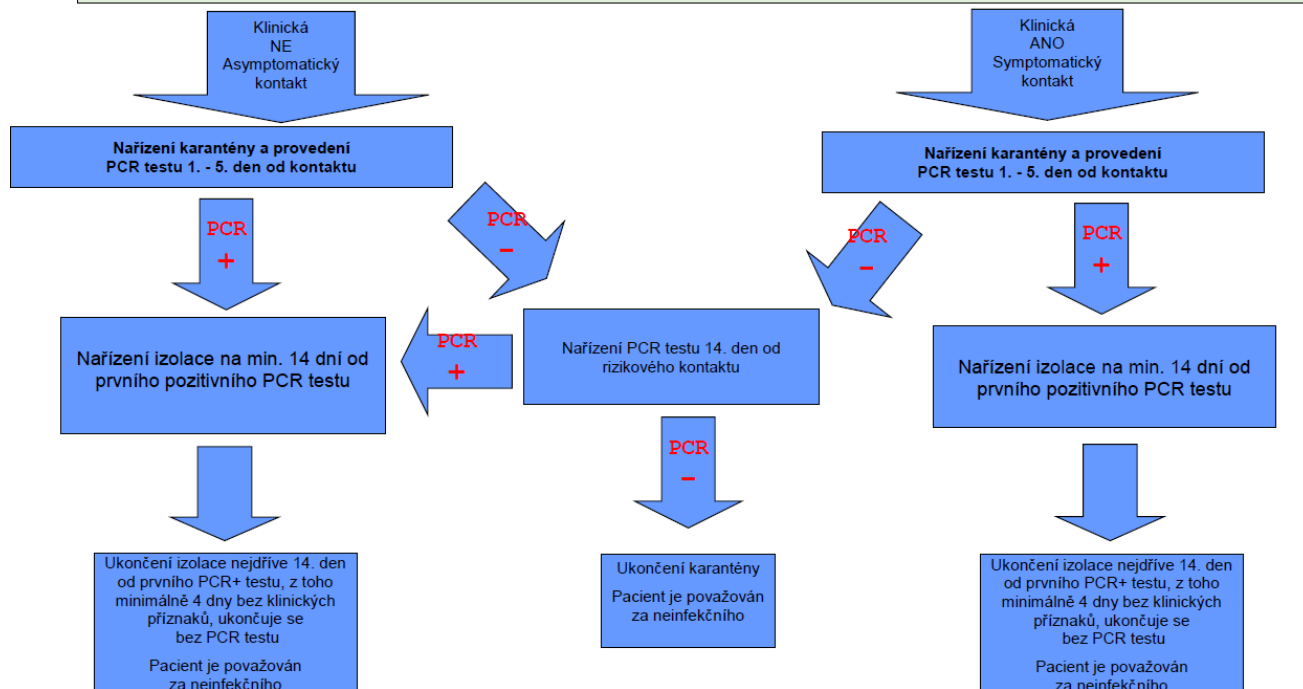 Klinická
NE
Asymptomatický
kontakt
Klinická
ANO
Symptomatický
kontakt
Nařízení karantény a provedení
PCR testu 1. - 5. den od kontaktu
Nařízení karantény a provedení
PCR testu 1. - 5. den od kontaktu
PCR
+
PCR
–
PCR
–
PCR
+
Nařízení izolace na min. 14 dní od
prvního pozitivního PCR testu
PCR
+
Nařízení PCR testu 14. den od
rizikového kontaktu
Nařízení izolace na min. 14 dní od
prvního pozitivního PCR testu
PCR
–
Ukončení izolace nejdříve 14. den
od prvního PCR+ testu, z toho
minimálně 4 dny bez klinických
příznaků, ukončuje se
bez PCR testu
Pacient je považován
za neinfekčního
Ukončení karantény
Pacient je považován
za neinfekčního
Ukončení izolace nejdříve 14. den
od prvního PCR+ testu, z toho
minimálně 4 dny bez klinických
příznaků, ukončuje se
bez PCR testu
Pacient je považován
za neinfekčního